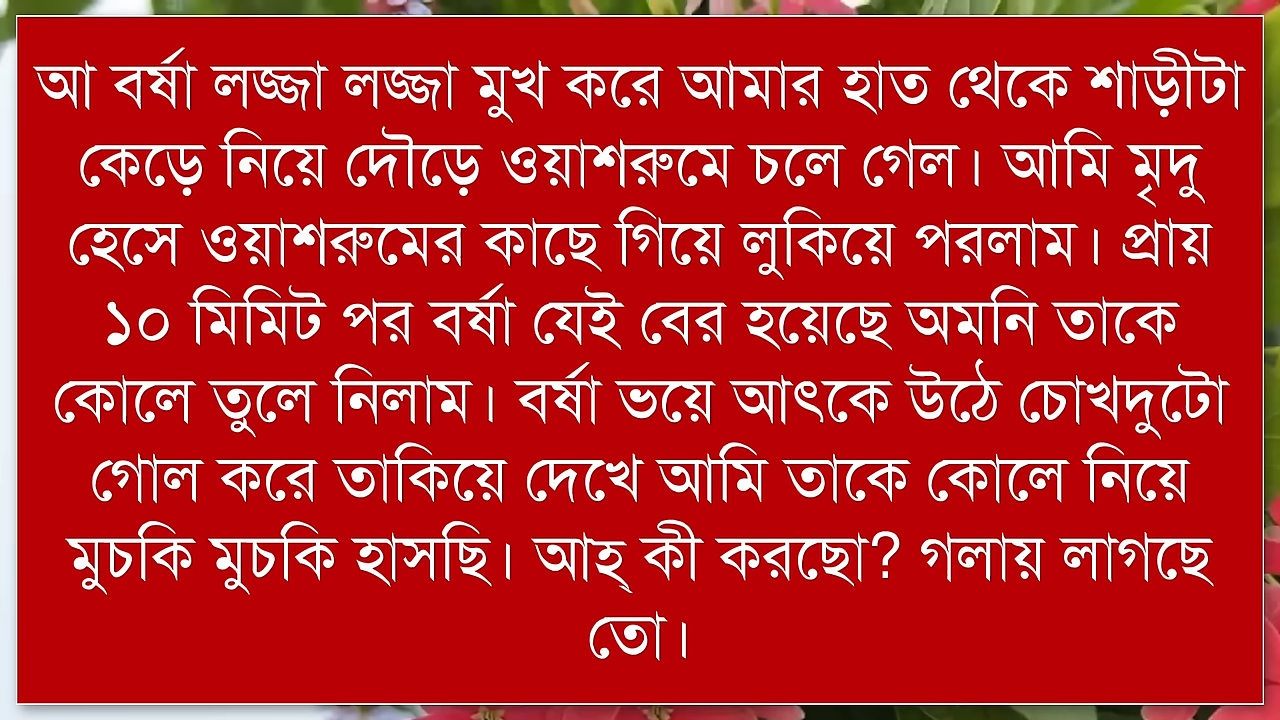 আ বর্ষা লজ্জা লজ্জা মুখ করে আমার হাত থেকে শাড়ীটা
কেড়ে নিয়ে দৌড়ে ওয়াশরুমে চলে গেল। আমি মৃদু
হেসে ওয়াশরুমের কাছে গিয়ে লুকিয়ে পরলাম। প্রায়
১০ মিমিট পর বর্ষা যেই বের হয়েছে অমনি তাকে
কোলে তুলে নিলাম। বর্ষা ভয়ে আৎকে উঠে চোখদুটো
গোল করে তাকিয়ে দেখে আমি তাকে কোলে নিয়ে
মুচকি মুচকি হাসছি। আহ্ কী করছো? গলায় লাগছে
তো।